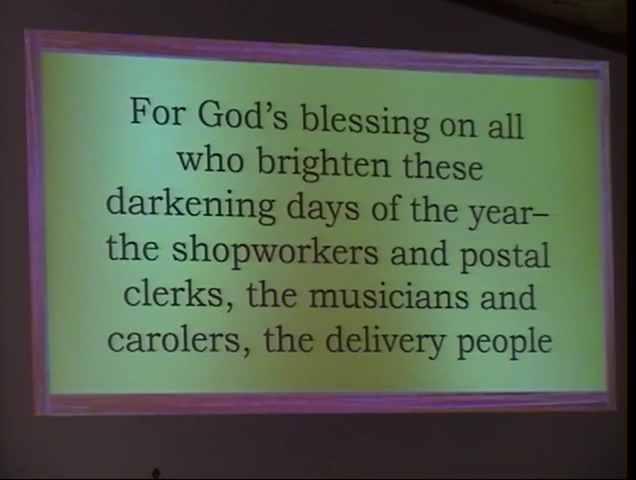 For God's blessing on all
who brighten these
darkening days of the year–
the shopworkers and postal
clerks, the musicians and
carolers, the delivery people